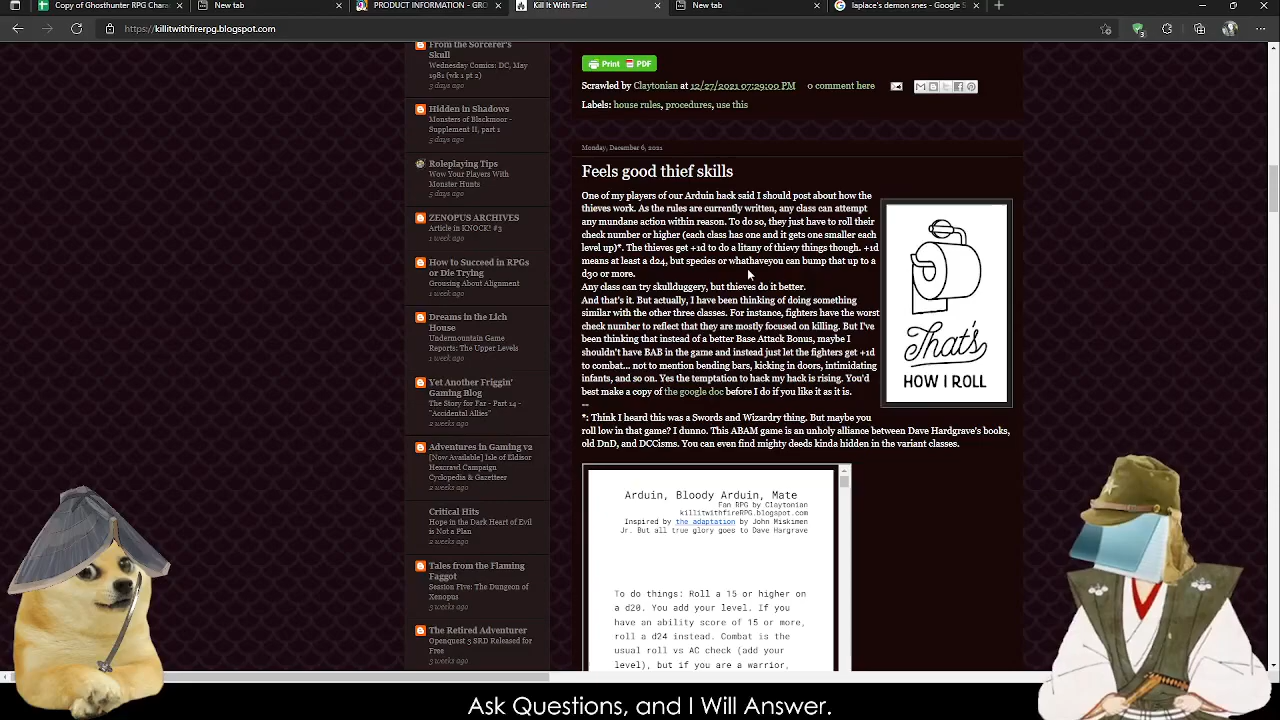 Copy of Ghostfire RPG Chara
New tab
PRODUCT INFORMATION - GRO
Kill It With Fire!
New tab
laplace's demon snes - Google S
https://killitwithfirerpg.blogspot.com
From the Sorcerer's
Skull
Wednesday Comics: DC, May
1981 (wk 1 pt 2)
3 days ago
Hidden in Shadows
Monsters of Blackmoor -
Supplement II, part 1
5 days ago
Roleplaying Tips
Wow Your Players With
Monster Hunts
5 days ago
ZENOPUS ARCHIVES
Article in KNOCK! #3
1 week ago
How to Succeed in RPGs
or Die Trying
Grousing About Alignment
1 week ago
Dreams in the Lich
House
Undermountain Attack
Reports: The Upper Levels
1 week ago
Yet Another Friggin'
Gaming Blog
The Story for Far - Part 14 -
"Accidental Allies"
2 weeks ago
Adventures in Gaming v2
[Now Available] Isle of Eldisor
Hexcrawl Campaign
Cyclopedia & Gazetteer
2 weeks ago
Critical Hits
Hope in the Dark Heart of Evil
is Not a Plan
2 weeks ago
Tales from the Flaming
Faggot
Session Five: The Dungeon of
Xenopus
3 weeks ago
The Retired Adventurer
Openquest 3 SRD Released for
Free
3 weeks ago
Print PDF
Scrawled by Claytonian at 12/27/2021 07:29:00 PM 0 comment here
Labels: house rules, procedures, use this
Monday, December 6, 2021
Feels good thief skills
One of my players of our Arduin hack said I should post about how the
thieves work. As the rules are currently written, any class can attempt
any mundane action within reason. To do so, they just have to roll their
check number or higher (each class has one and it gets one smaller each
level up)*. The thieves get +1d to do a litany of thievy things though. +1d
means at least a d24, but species or whathaveyou can bump that up to a
d30 or more.
Any class can try skullduggery, but thieves do it better.
And that's it. But actually, I have been thinking of doing something
similar with the other three classes. For instance, fighters have the worst
check number to reflect that they are mostly focused on killing. But I've
been thinking that instead of a better Base Attack Bonus, maybe I
shouldn't have BAB in the game and instead just let the fighters get +1d
to combat... not to mention bending bars, kicking in doors, intimidating
infants, and so on. Yes the temptation to hack my hack is rising. You'd
best make a copy of the google doc before I do if you like it as it is.
--
*: Think I heard this was a Swords and Wizardry thing. But maybe you
roll low in that game? I dunno. This ABAM game is an unholy alliance between Dave Hargrave's books,
old DnD, and DCCisms. You can even find mighty deeds kinda hidden in the variant classes.
That's
HOW I ROLL
Arduin, Bloody Arduin, Mate
Fan RPG by Claytonian
killitwithfireRPG.blogspot.com
Inspired by the adaptation by John Miskimen
Jr. But all true glory goes to Dave Hargrave
To do things: Roll a 15 or higher on
a d20. You add your level. If you
have an ability score of 15 or more,
roll a d24 instead. Combat is the
usual roll vs AC check (add your
level), but if you are a warrior,
Ask Questions, and I Will Answer.